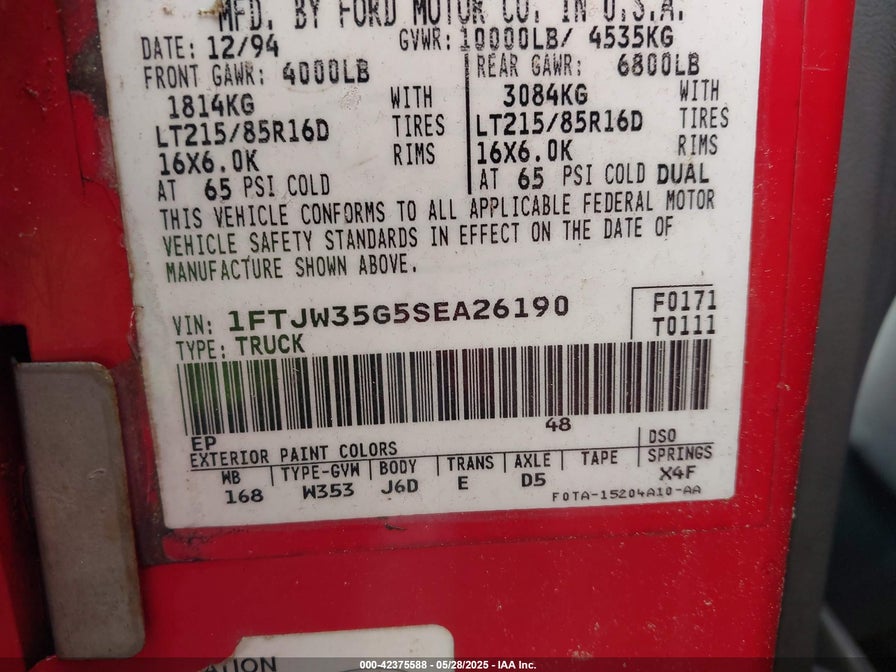 MFD. BY FORD MOTOR CO. IN U.S.A.
DATE: 12/94 GVWR: 10000LB/ 4535KG
FRONT GAWR: 4000LB REAR GAWR: 6800LB
1814KG WITH 3084KG WITH
LT215/85R16D TIRES LT215/85R16D TIRES
16X6.0K RIMS 16X6.0K RIMS
AT 65 PSI COLD AT 65 PSI COLD DUAL
THIS VEHICLE CONFORMS TO ALL APPLICABLE FEDERAL MOTOR
VEHICLE SAFETY STANDARDS IN EFFECT ON THE DATE OF
MANUFACTURE SHOWN ABOVE.
VIN: 1FTJW35G5SEA26190 F0171
TYPE: TRUCK T0111
EP 48
EXTERIOR PAINT COLORS DSO
WB TYPE-GVW BODY TRANS AXLE TAPE SPRINGS
168 W353 J6D E D5 X4F
F0TA-15204A10-AA
ATION
000-42375588 - 05/28/2025 - IAA Inc.